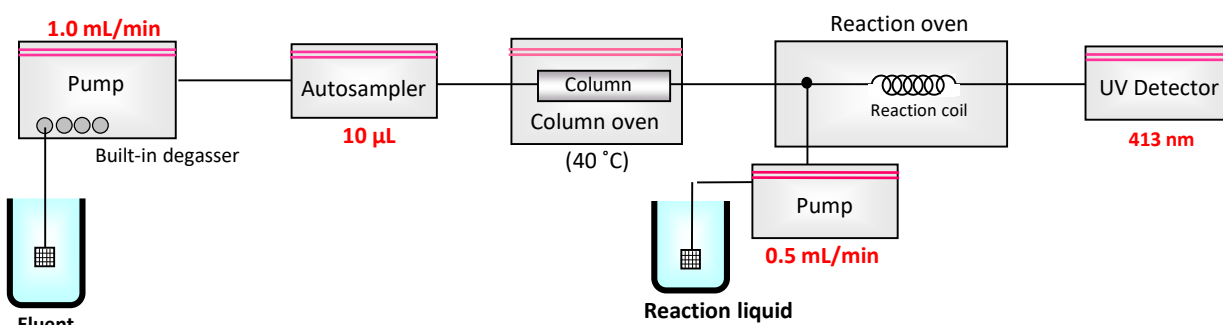 1.0 mL/min
Pump
Built-in degasser
Autosampler
10 µL
Column
Column oven
(40 ˚C)
Reaction oven
Reaction coil
UV Detector
413 nm
Pump
0.5 mL/min
Reaction liquid
Eluent